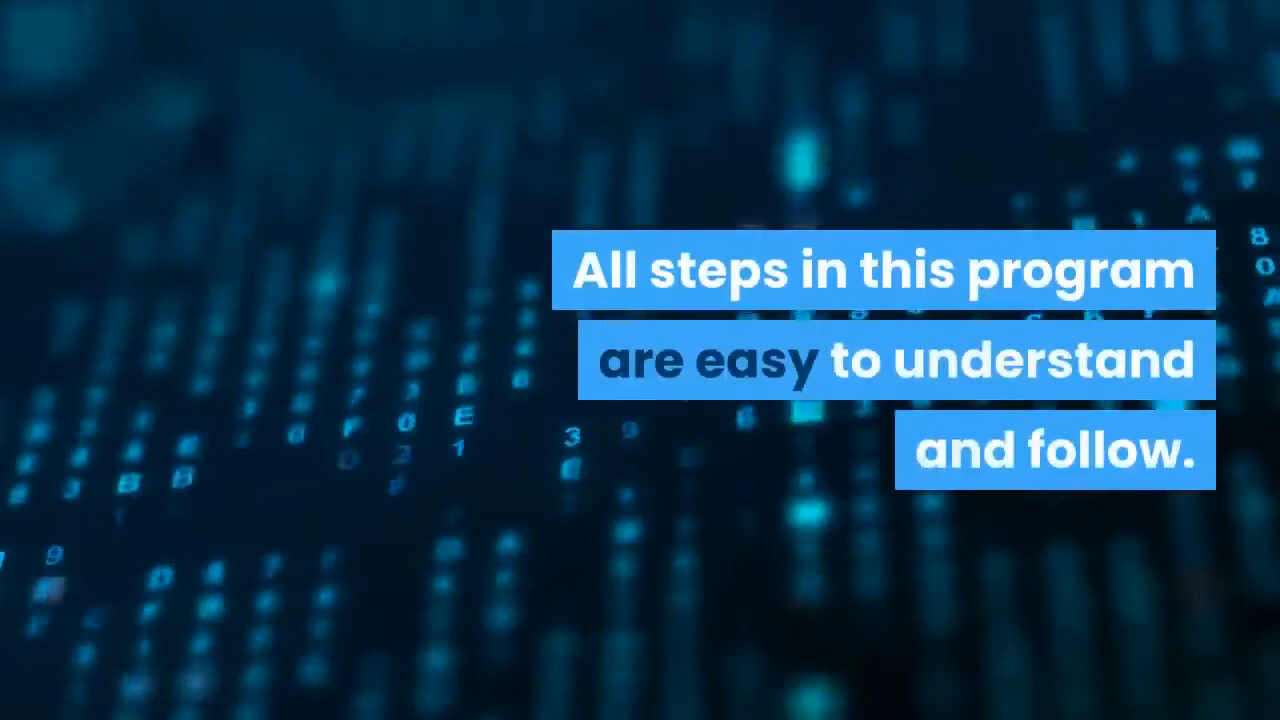 All steps in this program
are easy to understand
and follow.